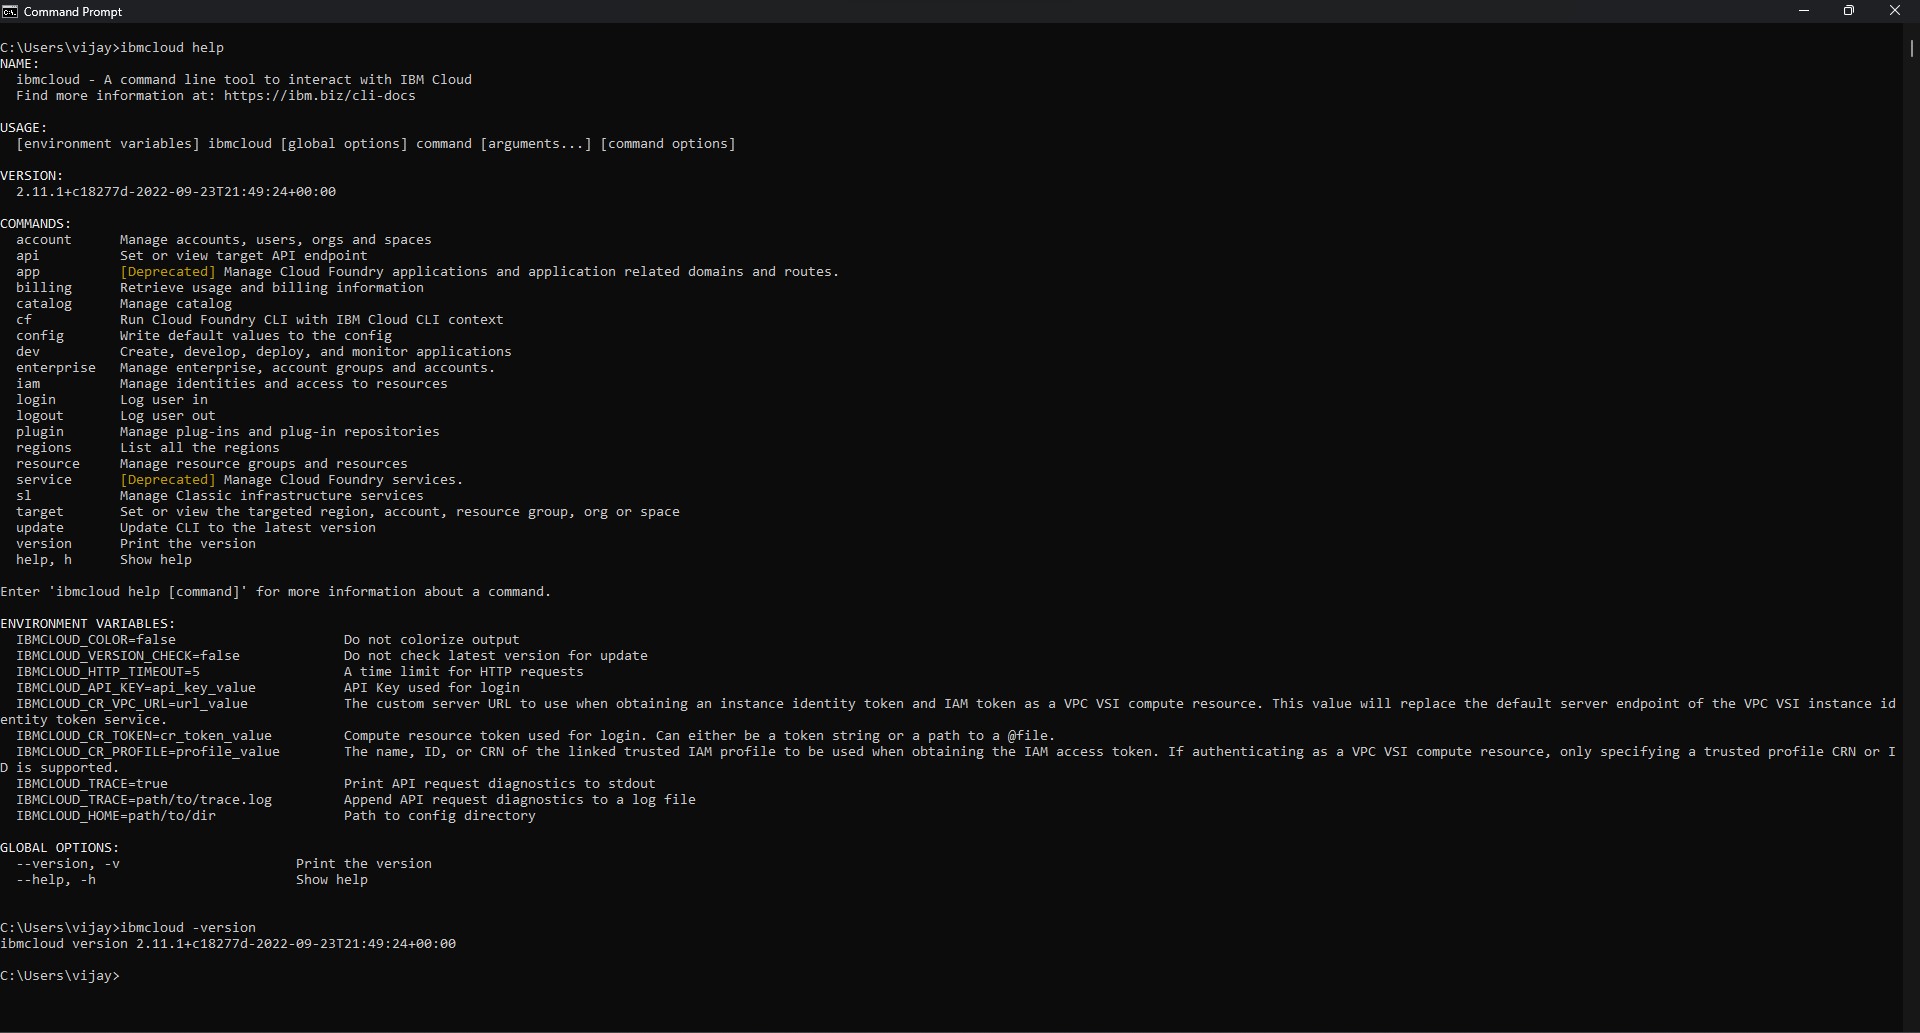 Command Prompt
C:\Users\vijay>ibmcloud help
NAME:
  ibmcloud - A command line tool to interact with IBM Cloud
  Find more information at: https://ibm.biz/cli-docs
USAGE:
  [environment variables] ibmcloud [global options] command [arguments...] [command options]
VERSION:
  2.11.1+c18277d-2022-09-23T21:49:24+00:00
COMMANDS:
  account      Manage accounts, users, orgs and spaces
  api          Set or view target API endpoint
  app          [Deprecated] Manage Cloud Foundry applications and application related domains and routes.
  billing      Retrieve usage and billing information
  catalog      Manage catalog
  cf           Run Cloud Foundry CLI with IBM Cloud CLI context
  config       Write default values to the config
  dev          Create, develop, deploy, and monitor applications
  enterprise   Manage enterprise, account groups and accounts.
  iam          Manage identities and access to resources
  login        Log user in
  logout       Log user out
  plugin       Manage plug-ins and plug-in repositories
  regions      List all the regions
  resource     Manage resource groups and resources
  service      [Deprecated] Manage Cloud Foundry services.
  sl           Manage Classic infrastructure services
  target       Set or view the targeted region, account, resource group, org or space
  update       Update CLI to the latest version
  version      Print the version
  help, h      Show help
Enter 'ibmcloud help [command]' for more information about a command.
ENVIRONMENT VARIABLES:
  IBMCLOUD_COLOR=false                     Do not colorize output
  IBMCLOUD_VERSION_CHECK=false             Do not check latest version for update
  IBMCLOUD_HTTP_TIMEOUT=5                  A time limit for HTTP requests
  IBMCLOUD_API_KEY=api_key_value           API Key used for login
  IBMCLOUD_CR_VPC_URL=url_value            The custom server URL to use when obtaining an instance identity token and IAM token as a VPC VSI compute resource. This value will replace the default server endpoint of the VPC VSI instance id
entity token service.
  IBMCLOUD_CR_TOKEN=cr_token_value         Compute resource token used for login. Can either be a token string or a path to a @file.
  IBMCLOUD_CR_PROFILE=profile_value        The name, ID, or CRN of the linked trusted IAM profile to be used when obtaining the IAM access token. If authenticating as a VPC VSI compute resource, only specifying a trusted profile CRN or I
D is supported.
  IBMCLOUD_TRACE=true                      Print API request diagnostics to stdout
  IBMCLOUD_TRACE=path/to/trace.log         Append API request diagnostics to a log file
  IBMCLOUD_HOME=path/to/dir                Path to config directory
GLOBAL OPTIONS:
  --version, -v                      Print the version
  --help, -h                         Show help
C:\Users\vijay>ibmcloud -version
ibmcloud version 2.11.1+c18277d-2022-09-23T21:49:24+00:00
C:\Users\vijay>